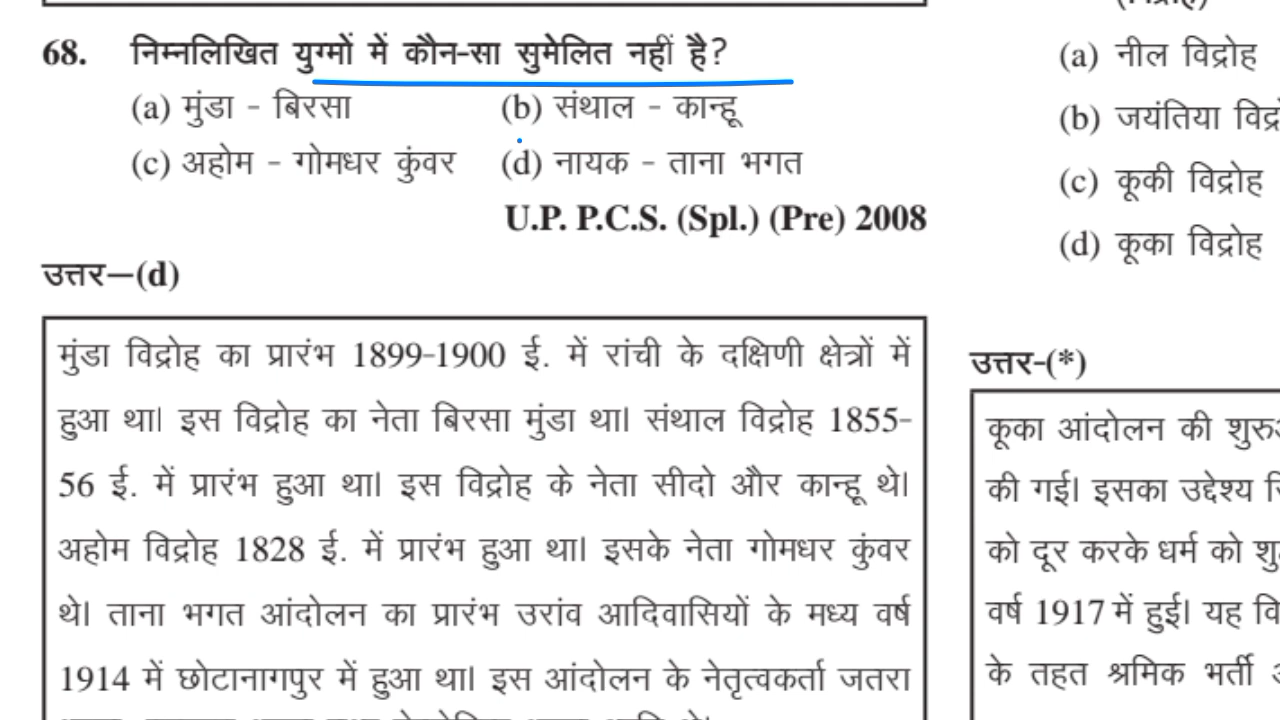 68. निम्नलिखित युग्मों में कौन-सा सुमेलित नहीं है?
(a) मुंडा - बिरसा (b) संथाल - कान्हू
(c) अहोम - गोमधर कुंवर (d) नायक - ताना भगत
U.P. P.C.S. (Spl.) (Pre) 2008
उत्तर—(d)
मुंडा विद्रोह का प्रारंभ 1899-1900 ई. में रांची के दक्षिणी क्षेत्रों में
हुआ था। इस विद्रोह का नेता बिरसा मुंडा था। संथाल विद्रोह 1855-
56 ई. में प्रारंभ हुआ था। इस विद्रोह के नेता सीदो और कान्हू थे।
अहोम विद्रोह 1828 ई. में प्रारंभ हुआ था। इसके नेता गोमधर कुंवर
थे। ताना भगत आंदोलन का प्रारंभ उरांव आदिवासियों के मध्य वर्ष
1914 में छोटानागपुर में हुआ था। इस आंदोलन के नेतृत्वकर्ता जतरा
(a) नील विद्रोह
(b) जयंतिया
(c) कूकी विद्रोह
(d) कूका विद्रोह
उत्तर-(*)
कूका आंदोलन की
की गई। इसका उद्देश्य
को दूर करके धर्म को
वर्ष 1917 में हुई। यह
के तहत श्रमिक भर्ती